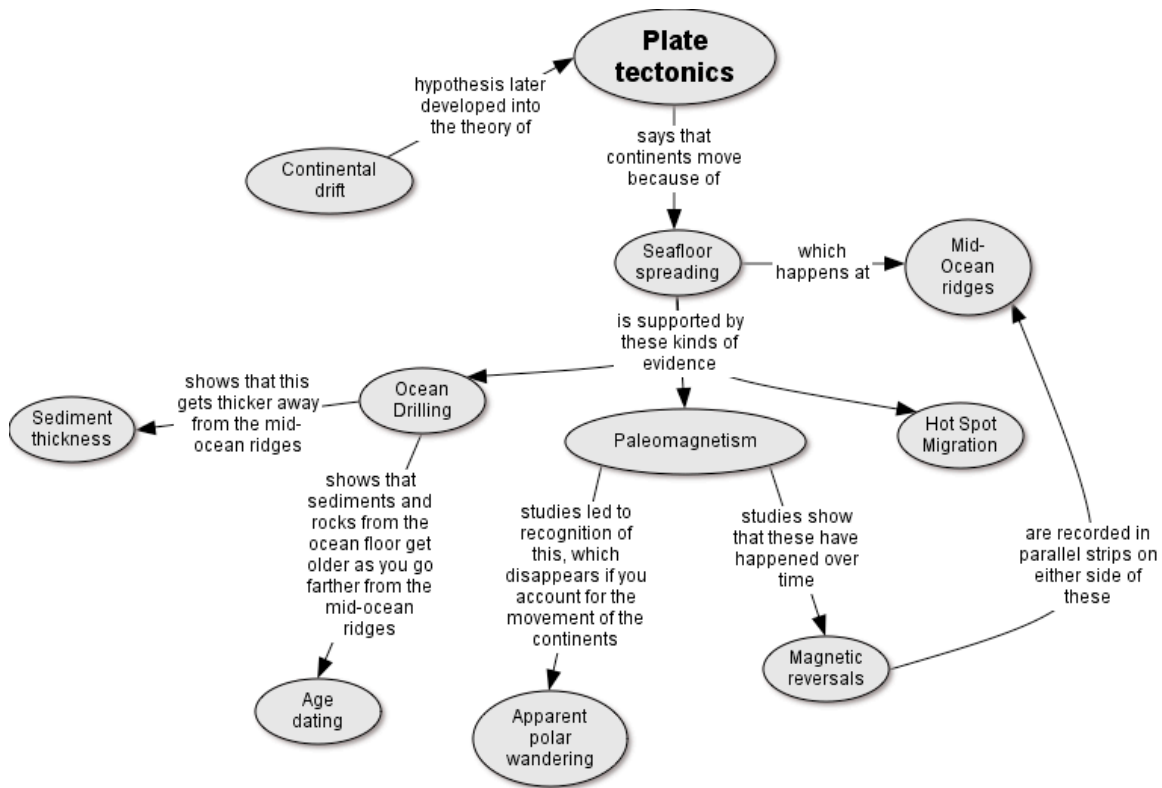 Plate
tectonics
hypothesis later
developed into
the theory of
Continental
drift
says that
continents move
because of
Seafloor
spreading
which
happens at
Mid-
Ocean
ridges
is supported by
these kinds of
evidence
Ocean
Drilling
shows that this
gets thicker away
from the mid-
ocean ridges
Sediment
thickness
Paleomagnetism
Hot Spot
Migration
shows that
sediments and
rocks from the
ocean floor get
older as you go
farther from the
mid-ocean
ridges
studies led to
recognition of
this, which
disappears if you
account for the
movement of the
continents
studies show
that these have
happened over
time
are recorded in
parallel strips on
either side of
these
Magnetic
reversals
Age
dating
Apparent
polar
wandering